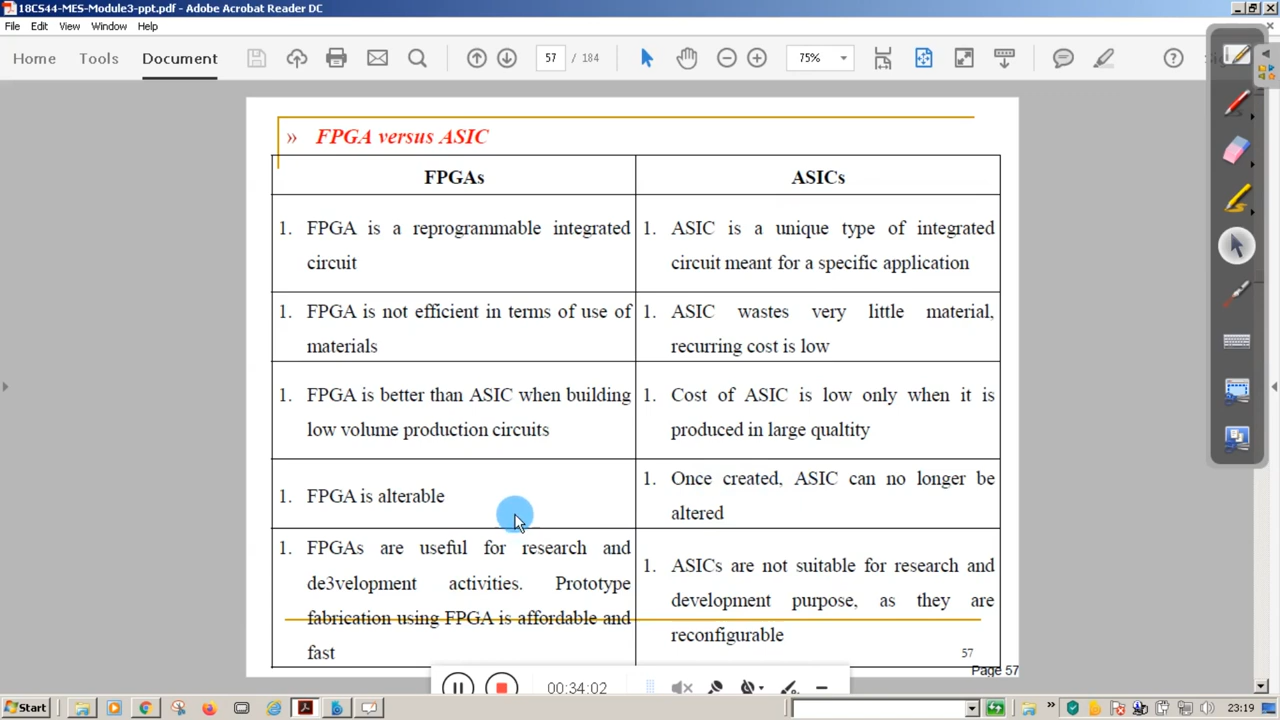 18CS44-MES-Module3-ppt.pdf - Adobe Acrobat Reader DC
File Edit View Window Help
Home Tools Document 57 / 184 75%
» FPGA versus ASIC
FPGAs ASICs
1. FPGA is a reprogrammable integrated
circuit
1. ASIC is a unique type of integrated
circuit meant for a specific application
1. FPGA is not efficient in terms of use of
materials
1. ASIC wastes very little material,
recurring cost is low
1. FPGA is better than ASIC when building
low volume production circuits
1. Cost of ASIC is low only when it is
produced in large qualtity
1. FPGA is alterable
1. Once created, ASIC can no longer be
altered
1. FPGAs are useful for research and
de3velopment activities. Prototype
fabrication using FPGA is affordable and
fast
1. ASICs are not suitable for research and
development purpose, as they are
reconfigurable
57
Page 57
00:34:02
Start 23:19